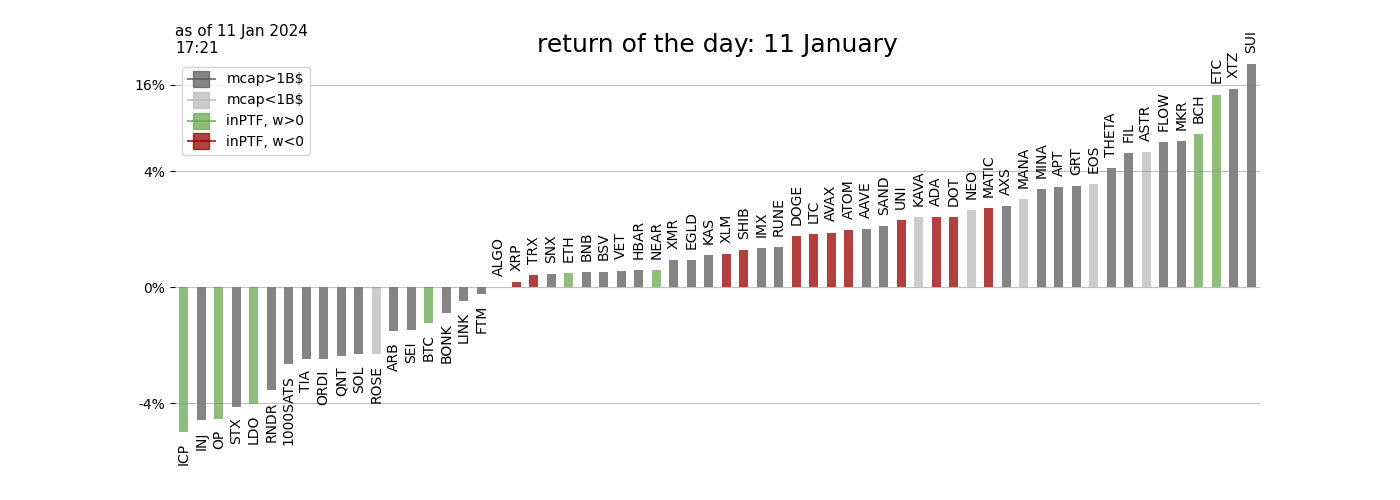 as of 11 Jan 2024
17:21
return of the day: 11 January
mcap>1B$
mcap<1B$
inPTF, w>0
inPTF, w<0
16%
4%
0%
-4%
ICP
INJ
OP
STX
LDO
RNDR
1000SATS
TIA
ORDI
QNT
SOL
ROSE
ARB
SEI
BTC
BONK
LINK
FTM
ALGO
XRP
TRX
SNX
ETH
BNB
BSV
VET
HBAR
NEAR
XMR
EGLD
KAS
XLM
SHIB
IMX
RUNE
DOGE
LTC
AVAX
ATOM
AAVE
SAND
UNI
KAVA
ADA
DOT
NEO
MATIC
AXS
MANA
MINA
APT
GRT
EOS
THETA
FIL
ASTR
FLOW
MKR
BCH
ETC
XTZ
SUI